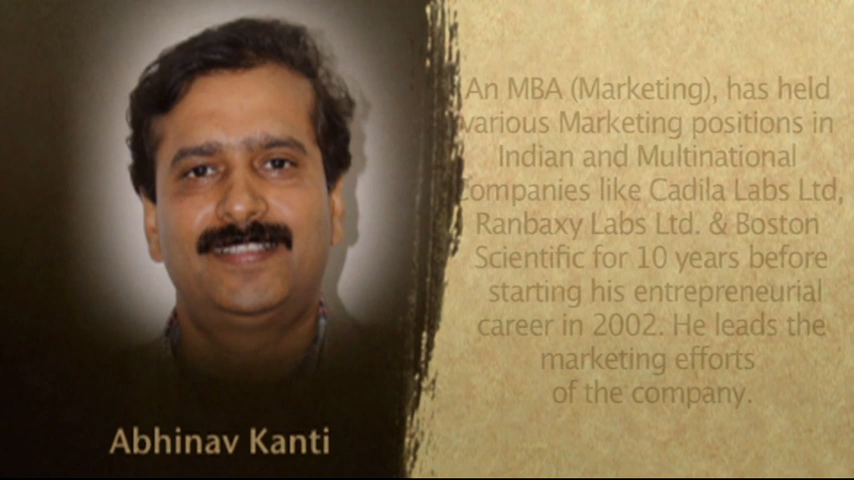 An MBA (Marketing), has held
various Marketing positions in
Indian and Multinational
Companies like Cadila Labs Ltd,
Ranbaxy Labs Ltd. & Boston
Scientific for 10 years before
starting his entrepreneurial
career in 2002. He leads the
marketing efforts
of the company.
Abhinav Kanti